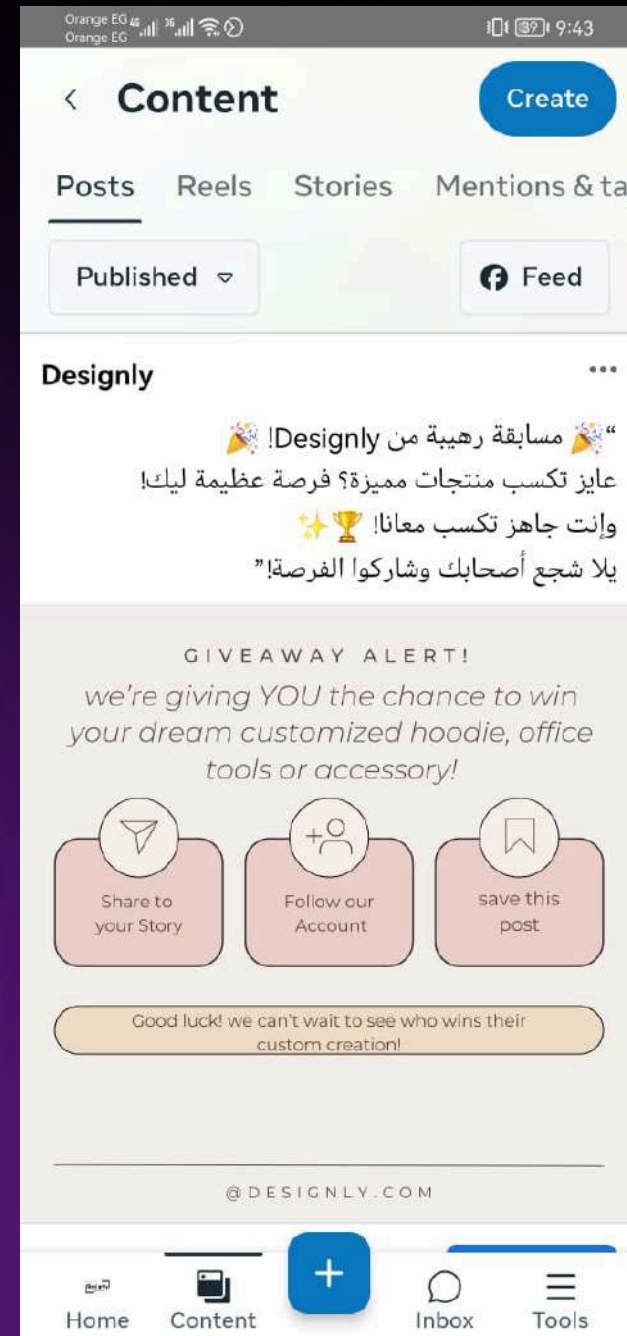 Orange EG 4G 3G
Orange EG
39 9:43
Content
Create
Posts Reels Stories Mentions & ta
Published
Feed
Designly
“🎉 مسابقة رهيبة من Designly! 🎉
عايز تكسب منتجات مميزة؟ فرصة عظيمة ليك!
وإنت جاهز تكسب معانا! 🏆✨
يلا شجع أصحابك وشاركوا الفرصة!”
GIVEAWAY ALERT!
we're giving YOU the chance to win
your dream customized hoodie, office
tools or accessory!
Share to
your Story
Follow our
Account
save this
post
Good luck! we can't wait to see who wins their
custom creation!
@DESIGNLY.COM
Home Content Inbox Tools